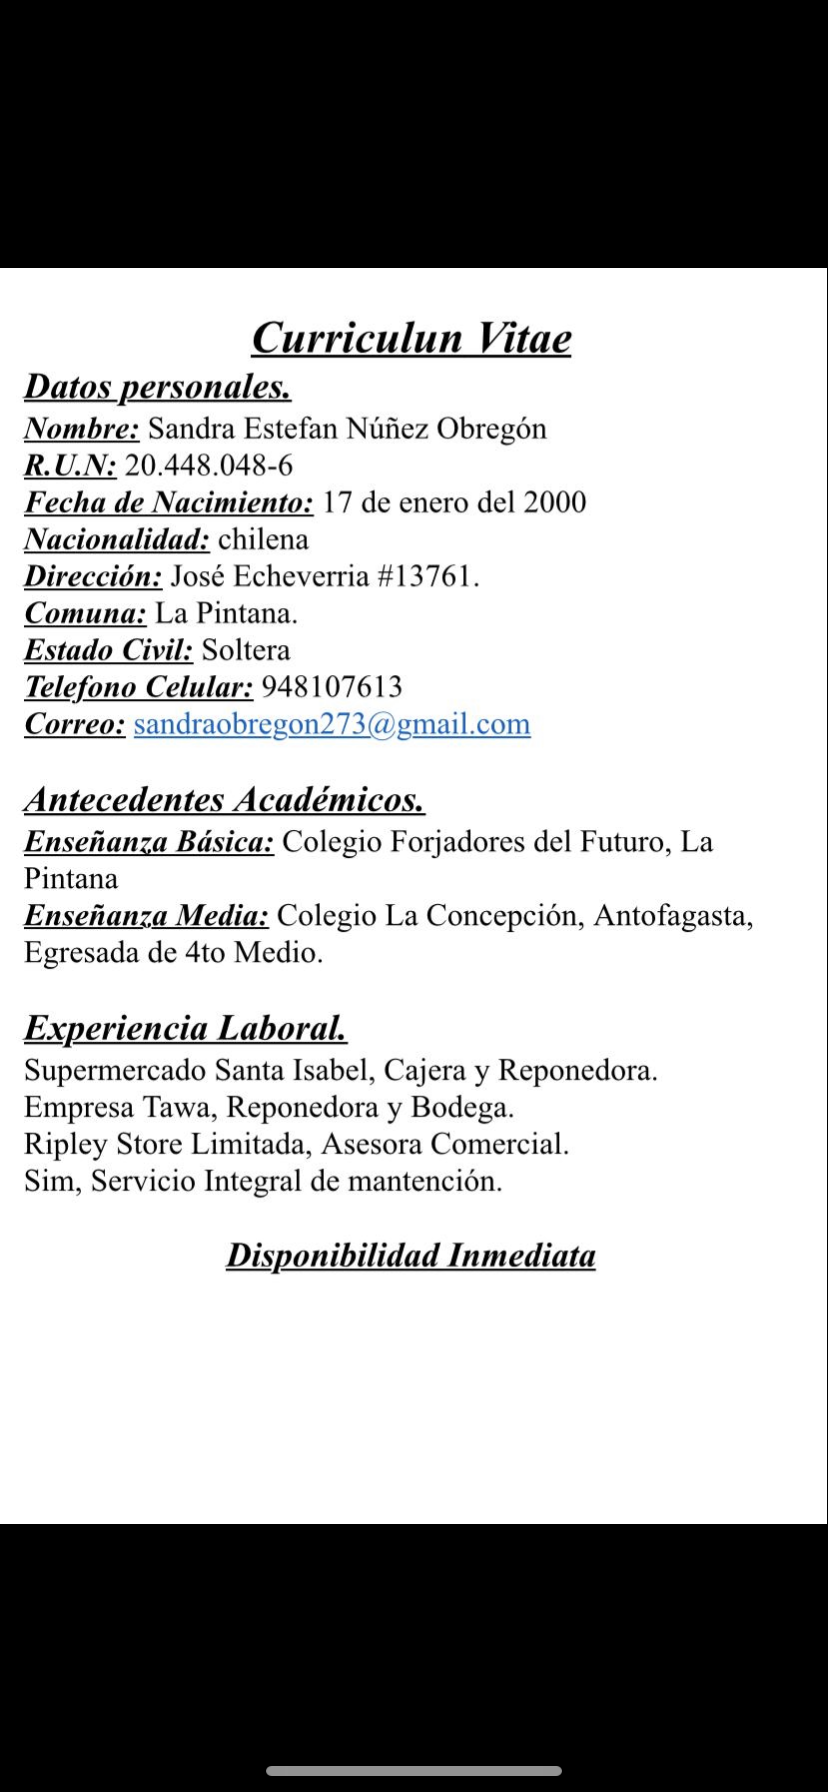 Curriculun Vitae
Datos personales.
Nombre: Sandra Estefan Núñez Obregón
R.U.N: 20.448.048-6
Fecha de Nacimiento: 17 de enero del 2000
Nacionalidad: chilena
Dirección: José Echeverria #13761.
Comuna: La Pintana.
Estado Civil: Soltera
Telefono Celular: 948107613
Correo: sandraobregon273@gmail.com
Antecedentes Académicos.
Enseñanza Básica: Colegio Forjadores del Futuro, La
Pintana
Enseñanza Media: Colegio La Concepción, Antofagasta,
Egresada de 4to Medio.
Experiencia Laboral.
Supermercado Santa Isabel, Cajera y Reponedora.
Empresa Tawa, Reponedora y Bodega.
Ripley Store Limitada, Asesora Comercial.
Sim, Servicio Integral de mantención.
Disponibilidad Inmediata